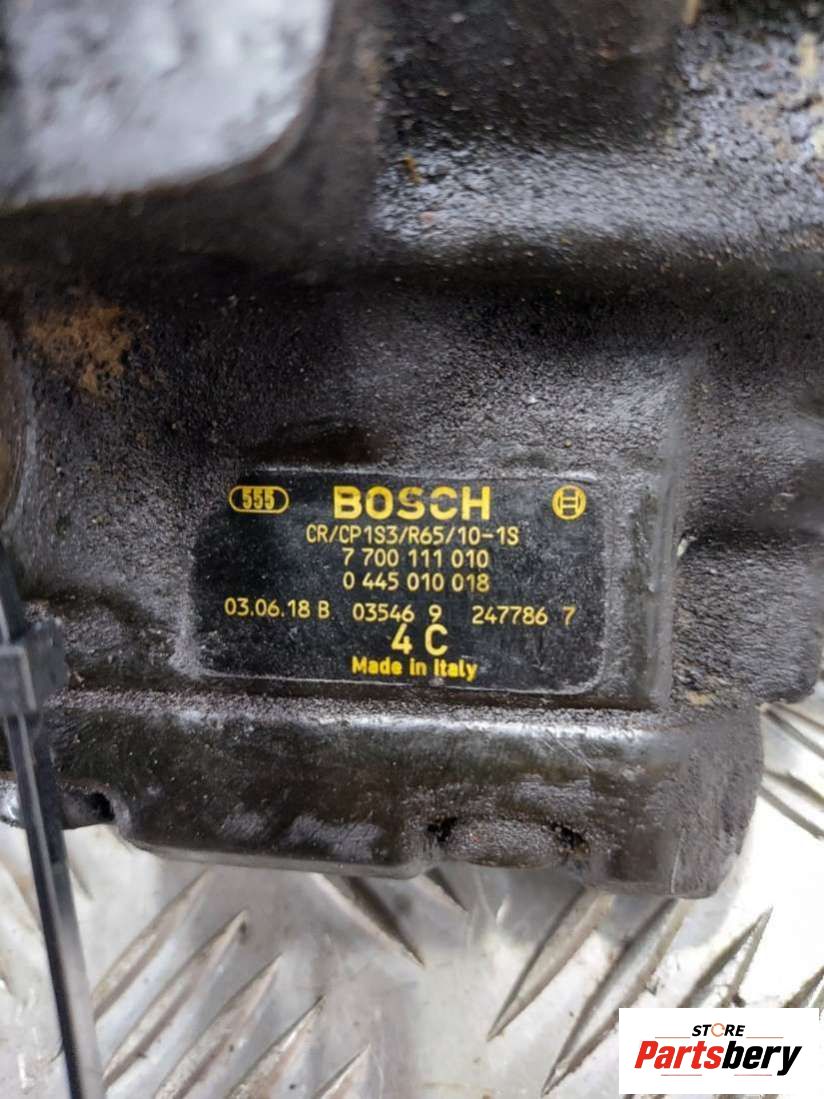 555 BOSCH
CR/CP1S3/R65/10-1S
7 700 111 010
0 445 010 018
03.06.18 B 03546 9 247786 7
4 C
Made in Italy
STORE
Partsbery